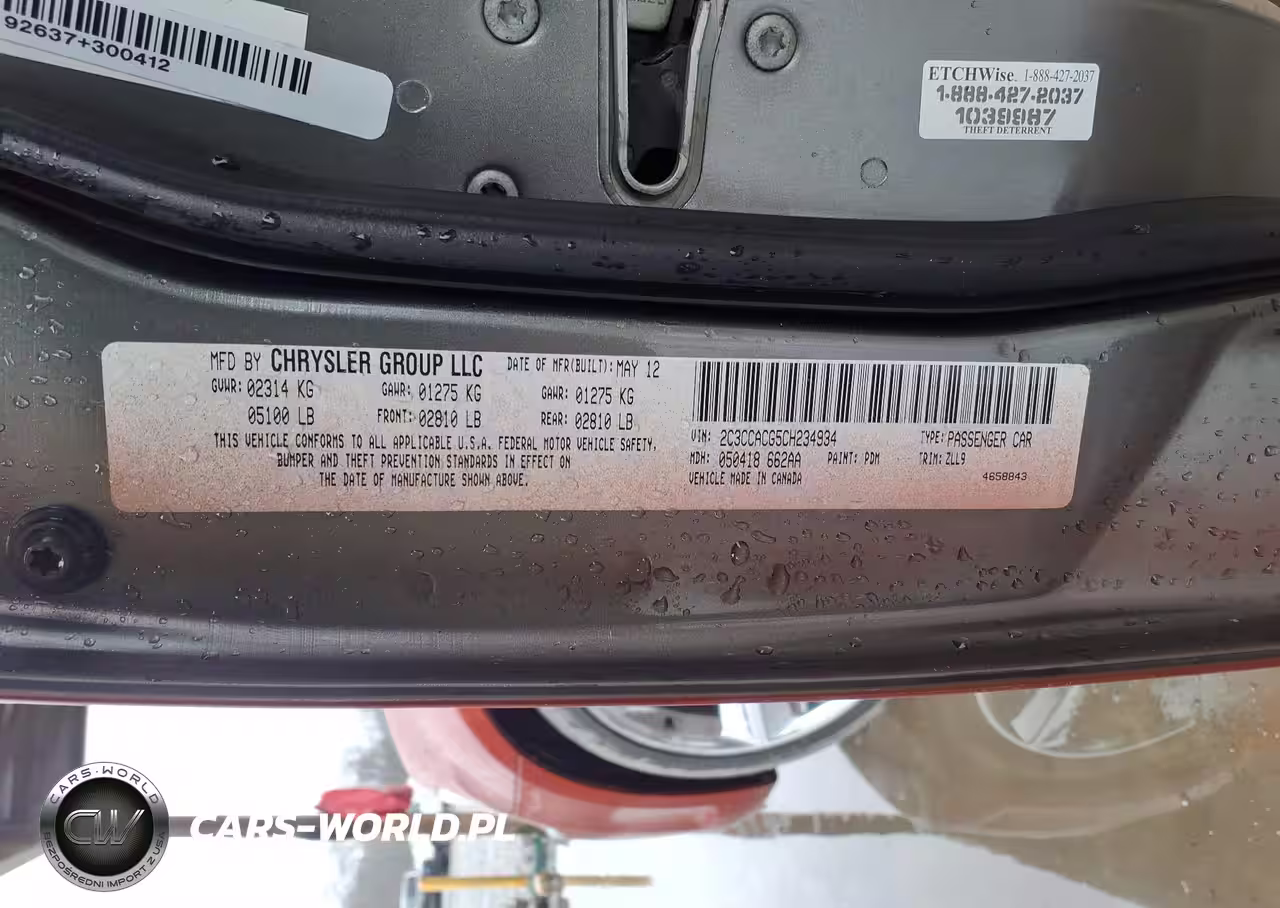 92637+300412
ETCHWise. 1-888-427-2037
1-888-427-2037
1039987
THEFT DETERRENT
MFD BY CHRYSLER GROUP LLC DATE OF MFR(BUILT): MAY 12
GVWR: 02314 KG GAWR: 01275 KG GAWR: 01275 KG
05100 LB FRONT: 02810 LB REAR: 02810 LB
THIS VEHICLE CONFORMS TO ALL APPLICABLE U.S.A. FEDERAL MOTOR VEHICLE SAFETY,
BUMPER AND THEFT PREVENTION STANDARDS IN EFFECT ON
THE DATE OF MANUFACTURE SHOWN ABOVE.
VIN: 2C3CCACG5CH234934 TYPE: PASSENGER CAR
MDH: 050418 662AA PAINT: PDM TRIM: ZLL9
VEHICLE MADE IN CANADA 4658843
CARS-WORLD
CW
BEZPOŚREDNI IMPORT Z USA
CARS-WORLD.PL